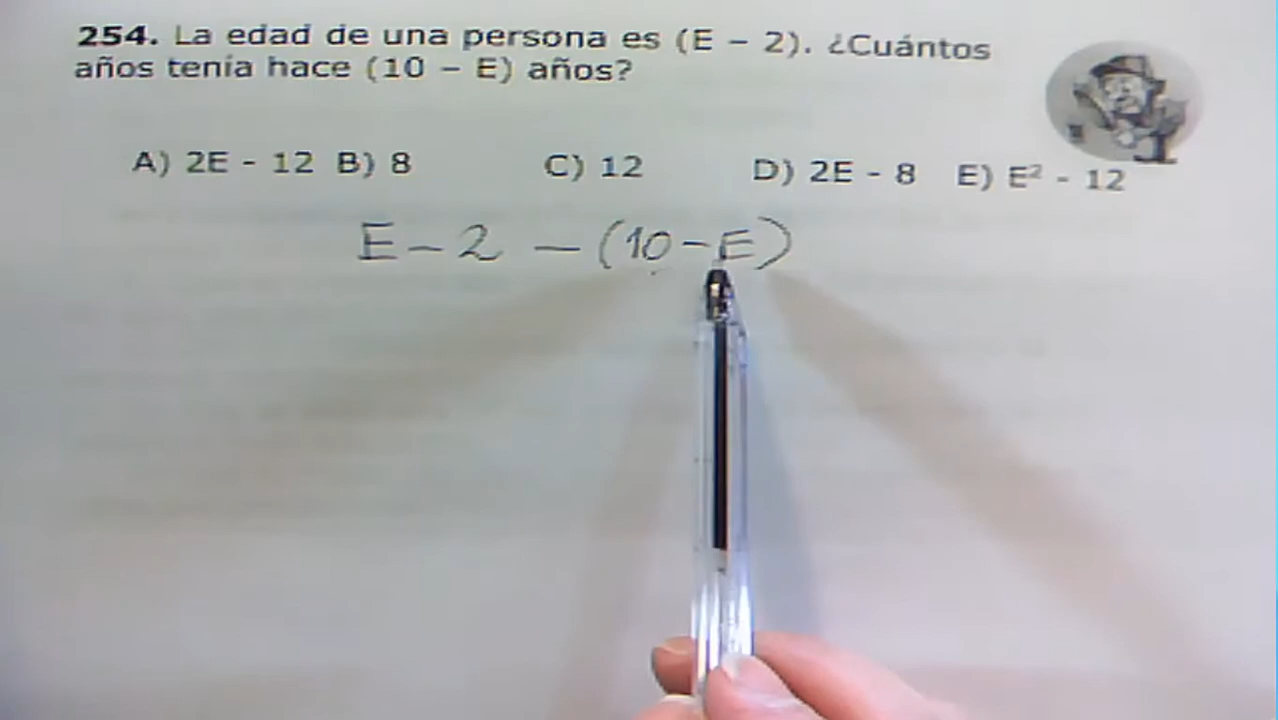 254. La edad de una persona es (E - 2). ¿Cuántos
años tenía hace (10 - E) años?
A) 2E - 12 B) 8 C) 12 D) 2E - 8 E) E² - 12
E - 2 - (10 - E)